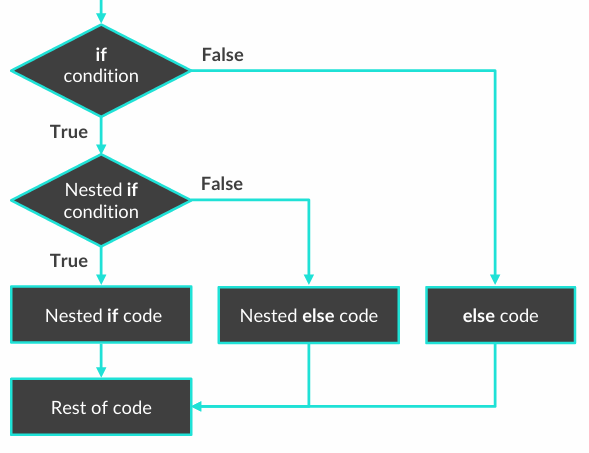 if
condition
False
True
Nested if
condition
False
True
Nested if code
Nested else code
else code
Rest of code